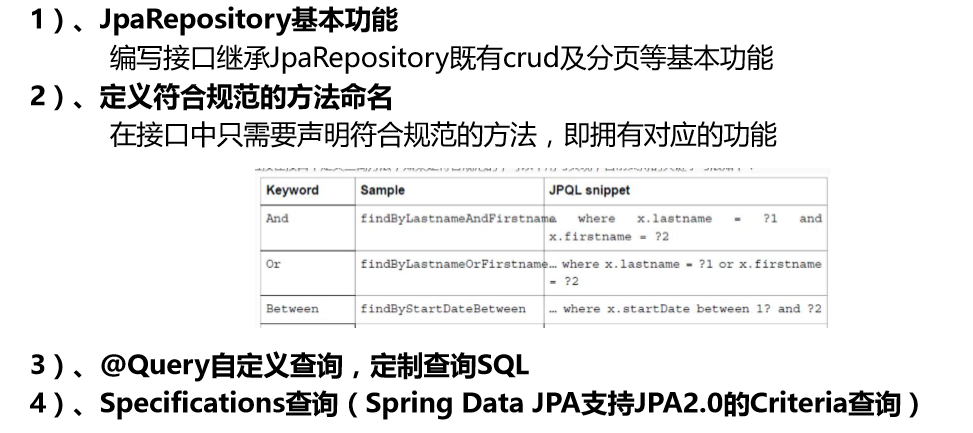 1）、JpaRepository基本功能
编写接口继承JpaRepository既有crud及分页等基本功能
2）、定义符合规范的方法命名
在接口中只需要声明符合规范的方法，即拥有对应的功能
Keyword Sample JPQL snippet
And findByLastnameAndFirstname … where x.lastname = ?1 and
x.firstname = ?2
Or findByLastnameOrFirstname … where x.lastname = ?1 or x.firstname
= ?2
Between findByStartDateBetween … where x.startDate between 1? and ?2
3）、@Query自定义查询，定制查询SQL
4）、Specifications查询（Spring Data JPA支持JPA2.0的Criteria查询）